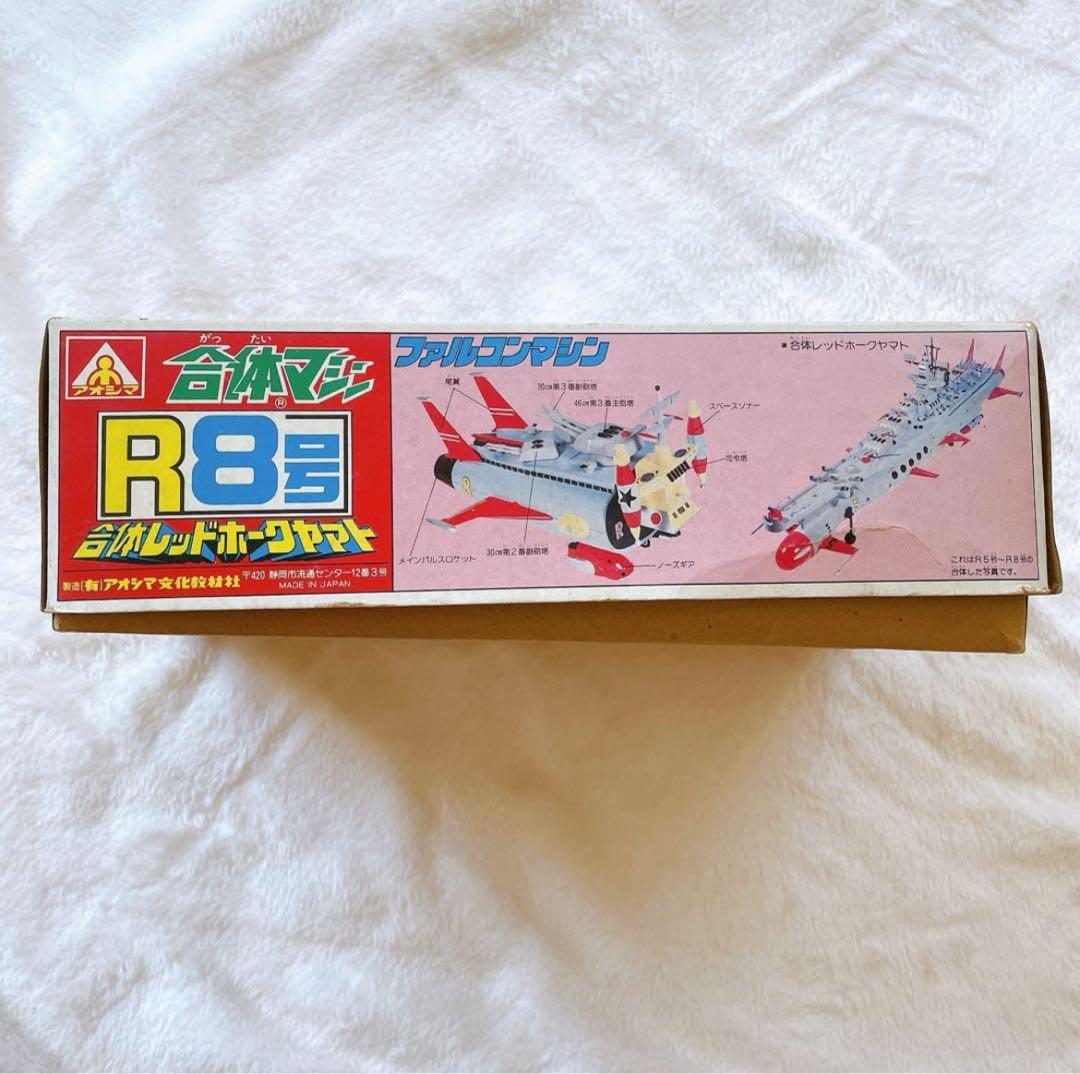 アオシマ
がったい
合体マシン
®
R8号
合体レッドホークヤマト
製造(有)アオシマ文化教材社
〒420 静岡市流通センター12番3号
MADE IN JAPAN
ファルコンマシン
尾翼
30cm第3番副砲塔
46cm第3番主砲塔
スペースソナー
司令塔
メインパルスロケット
30cm第2番副砲塔
ノーズギア
合体レッドホークヤマト
これはR5号〜R8号の
合体した写真です。